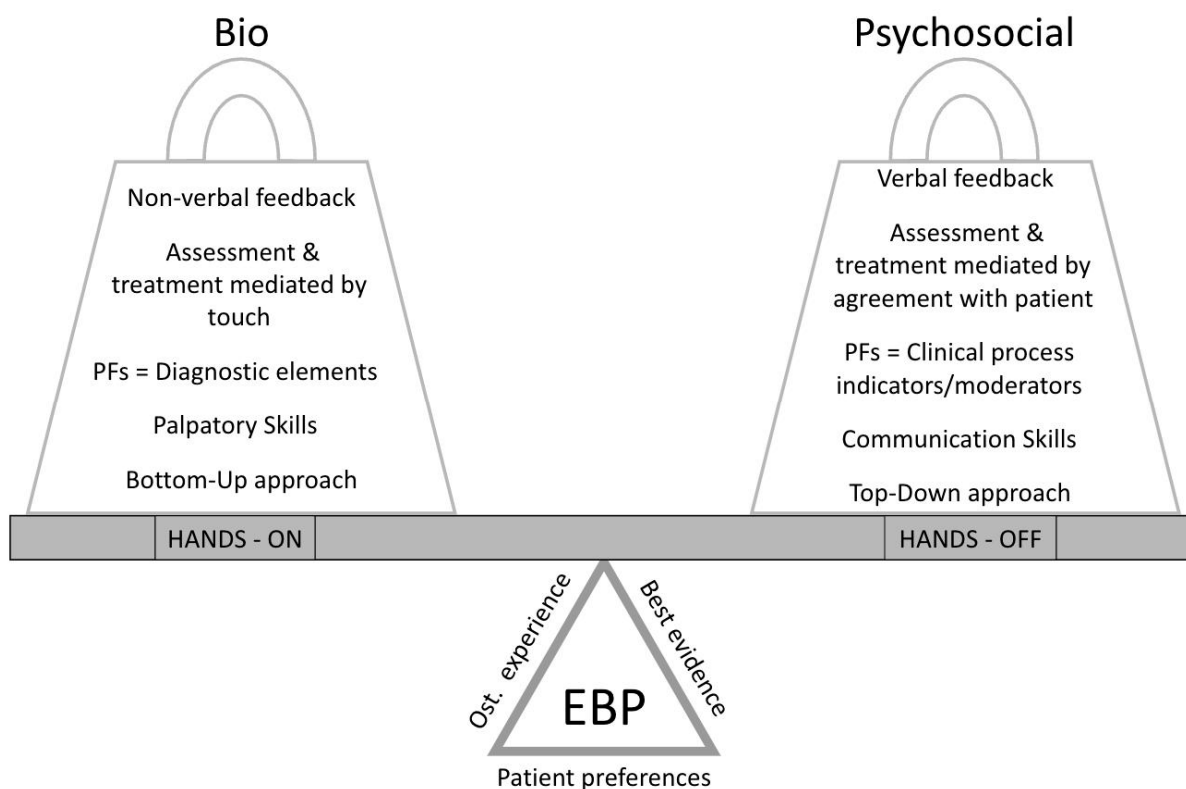 Bio
Non-verbal feedback
Assessment &
treatment mediated by
touch
PFs = Diagnostic elements
Palpatory Skills
Bottom-Up approach
HANDS - ON
Psychosocial
Verbal feedback
Assessment &
treatment mediated by
agreement with patient
PFs = Clinical process
indicators/moderators
Communication Skills
Top-Down approach
HANDS - OFF
Ost. experience
Best evidence
EBP
Patient preferences